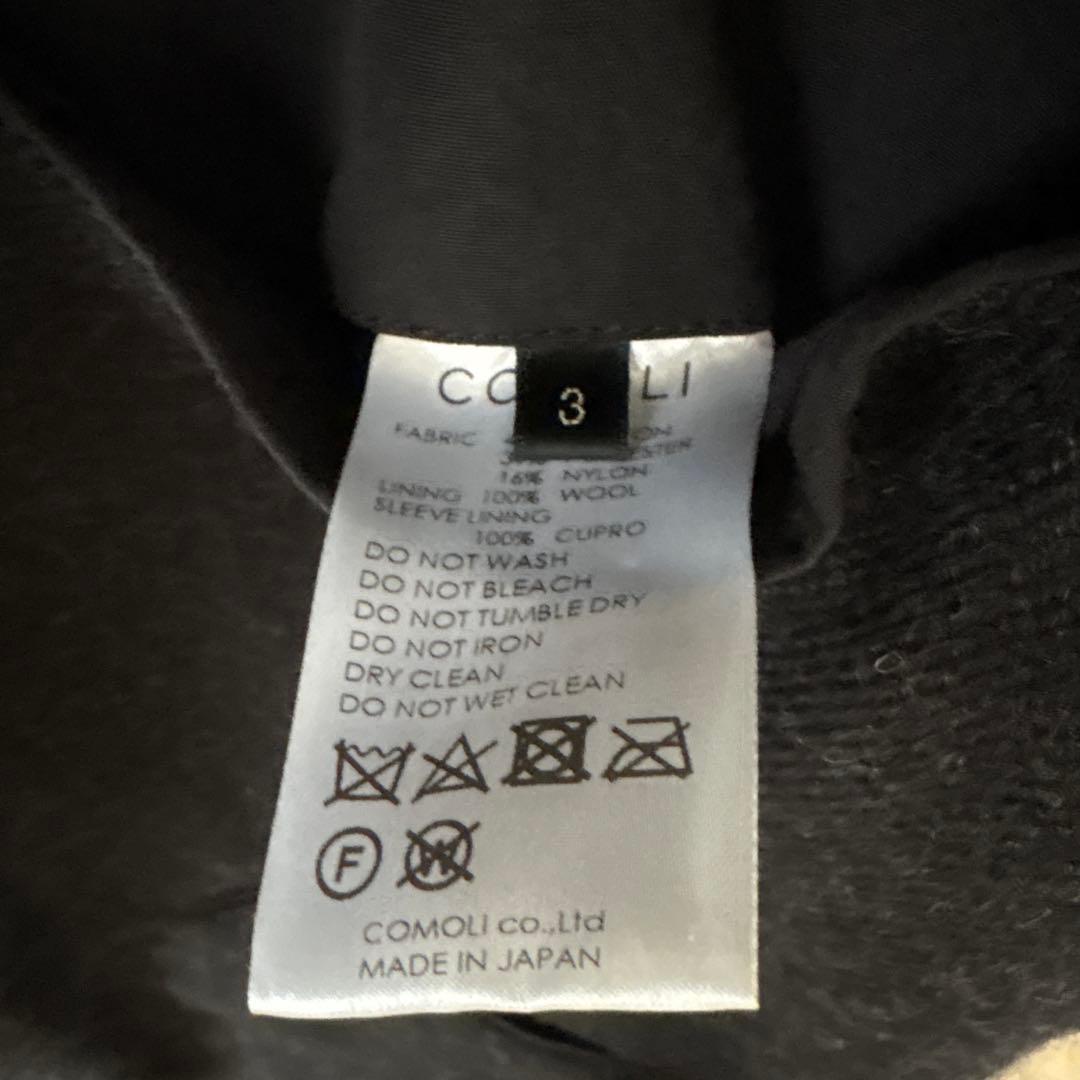 CO LI
3
FABRIC
16% NYLON
LINING 100% WOOL
SLEEVE LINING
100% CUPRO
DO NOT WASH
DO NOT BLEACH
DO NOT TUMBLE DRY
DO NOT IRON
DRY CLEAN
DO NOT WET CLEAN
F W
COMOLI co.,Ltd
MADE IN JAPAN